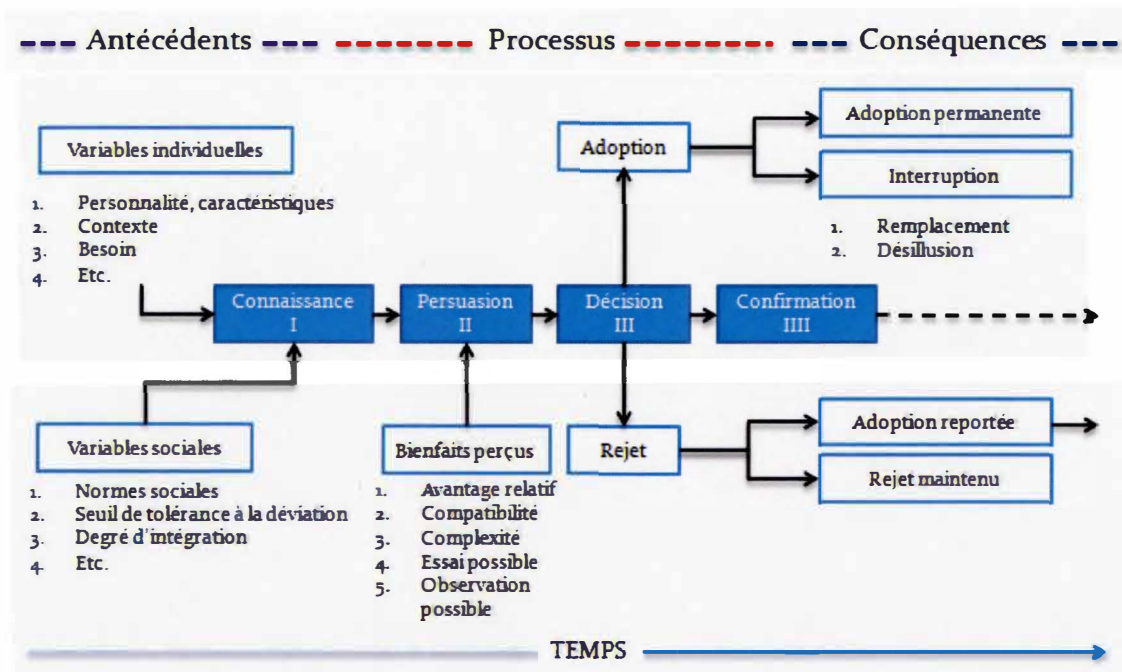 Antécédents Processus Conséquences
Variables individuelles
1. Personnalité, caractéristiques
2. Contexte
3. Besoin
4. Etc.
Adoption
Adoption permanente
Interruption
1. Remplacement
2. Désillusion
Connaissance
I
Persuasion
II
Décision
III
Confirmation
IIII
Variables sociales
1. Normes sociales
2. Seuil de tolérance à la déviation
3. Degré d'intégration
4. Etc.
Bienfaits perçus
1. Avantage relatif
2. Compatibilité
3. Complexité
4. Essai possible
5. Observation
possible
Rejet
Adoption reportée
Rejet maintenu
TEMPS